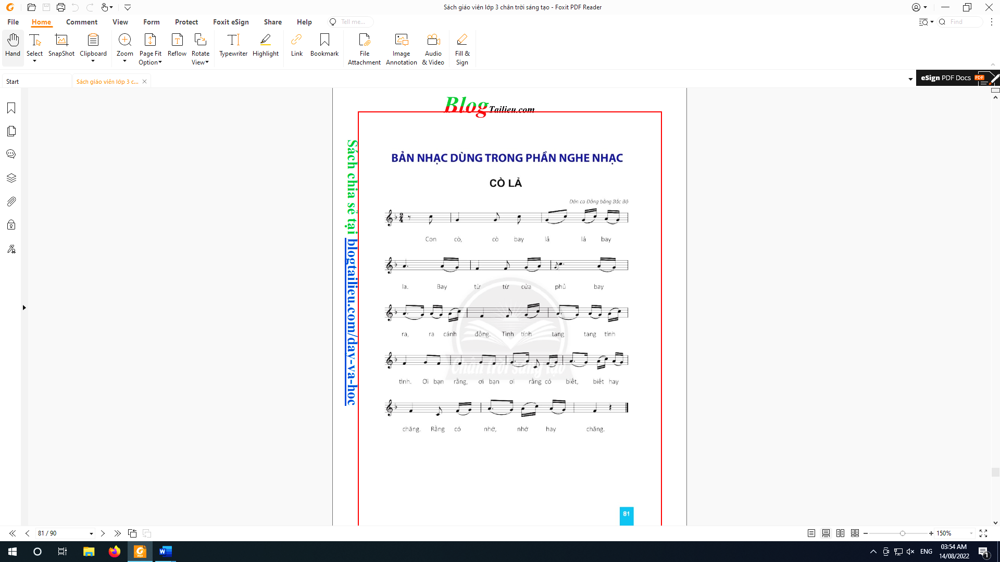 Sách giáo viên lớp 3 chân trời sáng tạo - Foxit PDF Reader
File Home Comment View Form Protect Foxit eSign Share Help Tell me... Find
Hand Select SnapShot Clipboard Zoom Page Fit Option Reflow Rotate View Typewriter Highlight Link Bookmark File Attachment Image Annotation Audio & Video Fill & Sign
Start Sách giáo viên lớp 3 c... eSign PDF Docs PDF
Blog Tailieu.com
Sách chia sẻ tại blogtailieu.com/day-va-hoc
BẢN NHẠC DÙNG TRONG PHẦN NGHE NHẠC
CÒ LẢ
Dân ca Đồng bằng Bắc Bộ
2
4
Con cò, cò bay lả lả bay
la. Bay từ từ cửa phủ bay
ra, ra cánh đồng. Tình tính tang tang tính
Chân trời sáng tạo
tình. Ơi bạn rằng, ơi bạn ơi rằng có biết, biết hay
chăng. Rằng có nhớ, nhớ hay chăng.
81
81 / 90 150%
ENG 03:54 AM
14/08/2022 1